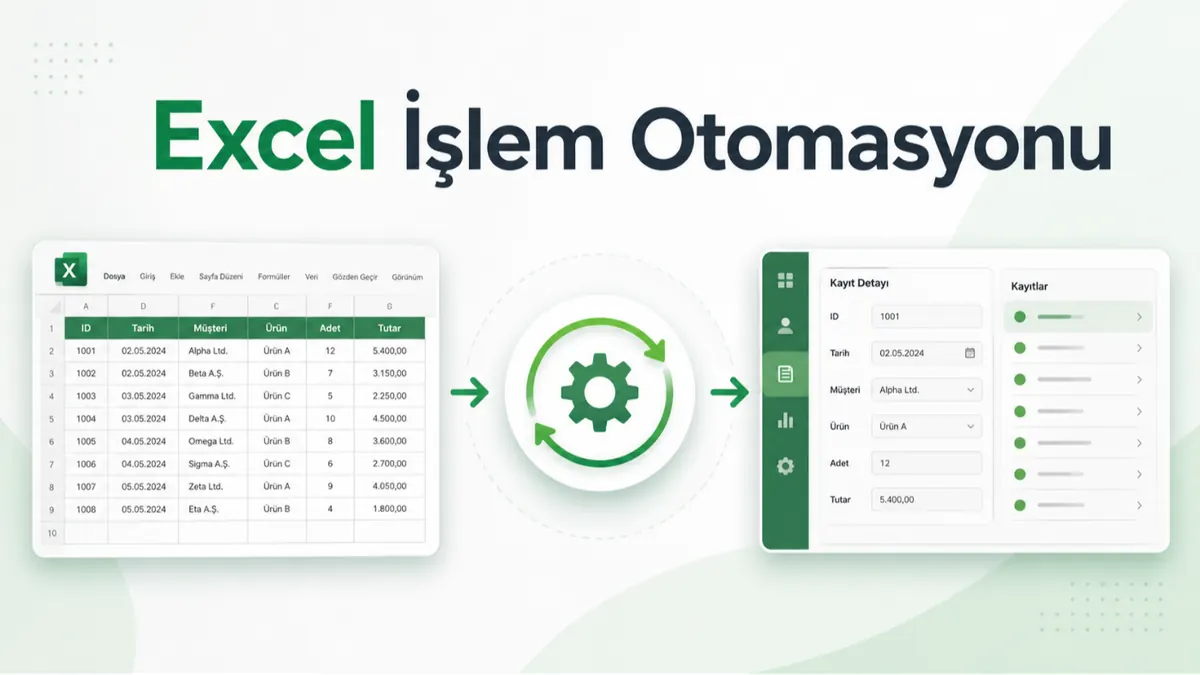 Excel İşlem Otomasyonu
X
Dosya Giriş Ekle Sayfa Düzeni Formüller Veri Gözden Geçir Görünüm
A D F C F G
1 ID Tarih Müşteri Ürün Adet Tutar
2 1001 02.05.2024 Alpha Ltd. Ürün A 12 5.400,00
3 1002 02.05.2024 Beta A.Ş. Ürün B 7 3.150,00
4 1003 03.05.2024 Gamma Ltd. Ürün C 5 2.250,00
5 1004 03.05.2024 Delta A.Ş. Ürün A 10 4.500,00
6 1005 04.05.2024 Omega Ltd. Ürün B 8 3.600,00
7 1006 04.05.2024 Sigma A.Ş. Ürün C 6 2.700,00
8 1007 05.05.2024 Zeta Ltd. Ürün A 9 4.050,00
9 1008 05.05.2024 Eta A.Ş. Ürün B 4 1.800,00
10
Kayıt Detayı
ID 1001
Tarih 02.05.2024
Müşteri Alpha Ltd.
Ürün Ürün A
Adet 12
Tutar 5.400,00
Kayıtlar